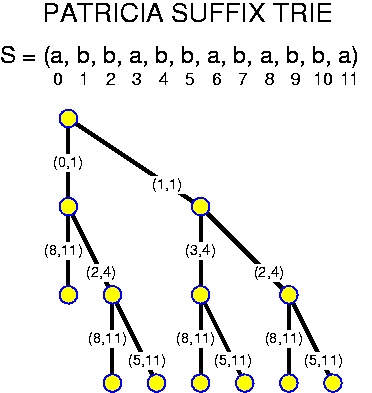 PATRICIA SUFFIX TRIE
S = (a, b, b, a, b, b, a, b, a, b, b, a)
0 1 2 3 4 5 6 7 8 9 10 11
(0,1)
(1,1)
(8,11)
(2,4)
(3,4)
(2,4)
(8,11) (5,11) (8,11) (5,11) (8,11) (5,11)